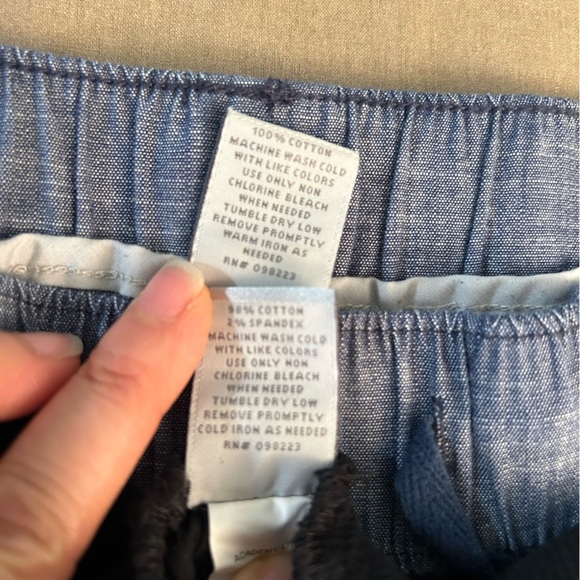 100% COTTON
MACHINE WASH COLD
WITH LIKE COLORS
USE ONLY NON
CHLORINE BLEACH
WHEN NEEDED
TUMBLE DRY LOW
REMOVE PROMPTLY
WARM IRON AS
NEEDED
RN# 098223
98% COTTON
2% SPANDEX
MACHINE WASH COLD
WITH LIKE COLORS
USE ONLY NON
CHLORINE BLEACH
WHEN NEEDED
TUMBLE DRY LOW
REMOVE PROMPTLY
COLD IRON AS NEEDED
RN# 098223
ACADEMY